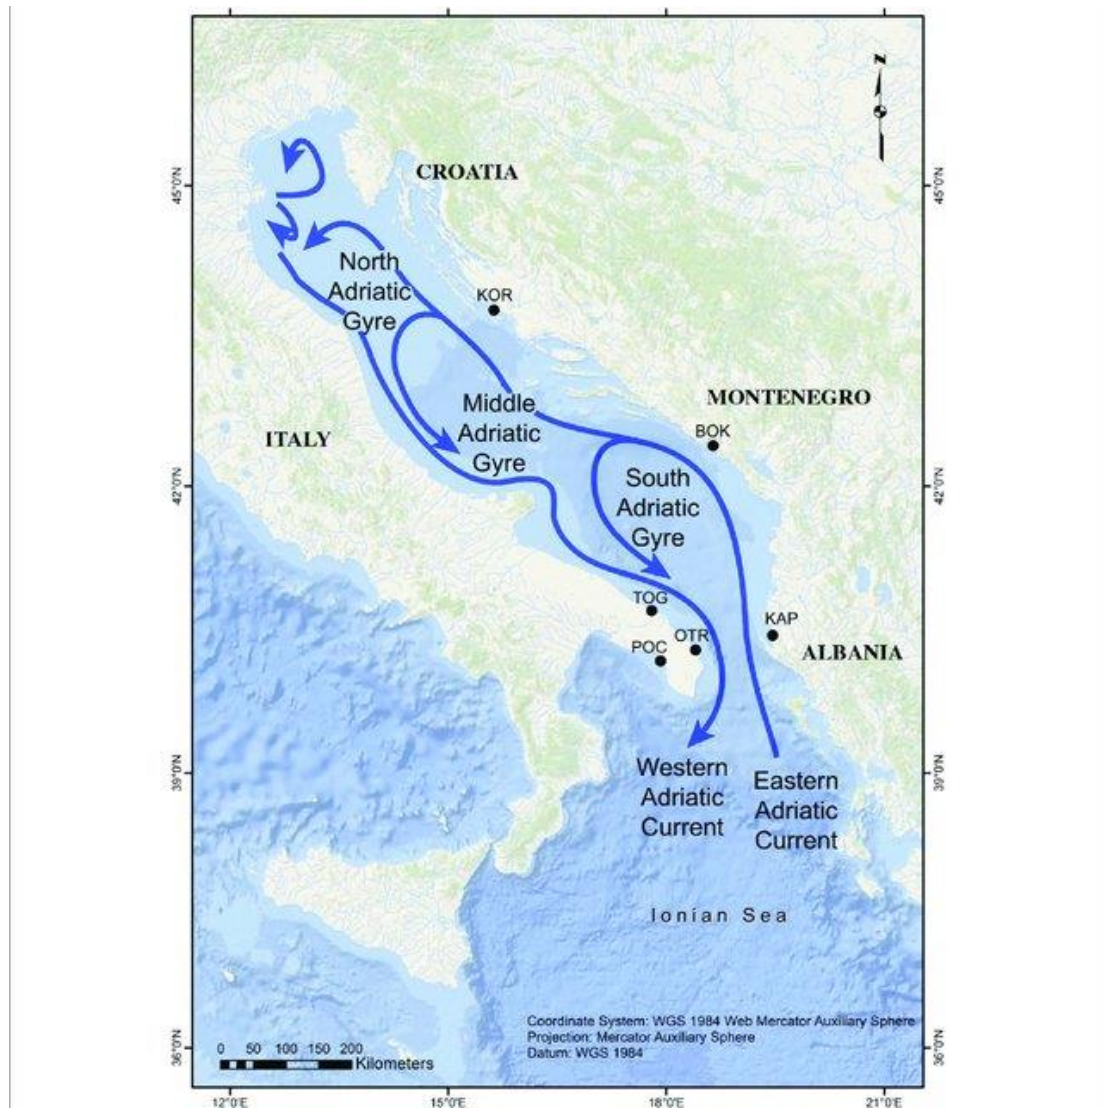 N
45°0'N
45°0'N
CROATIA
North
Adriatic
Gyre
KOR
MONTENEGRO
Middle
Adriatic
Gyre
BOK
ITALY
42°0'N
42°0'N
South
Adriatic
Gyre
TOG
OTR
POC
KAP
ALBANIA
39°0'N
39°0'N
Western
Adriatic
Current
Eastern
Adriatic
Current
Ionian Sea
Coordinate System: WGS 1984 Web Mercator Auxiliary Sphere
Projection: Mercator Auxiliary Sphere
Datum: WGS 1984
36°0'N
36°0'N
0 50 100 150 200
Kilometers
12°0'E 15°0'E 18°0'E 21°0'E